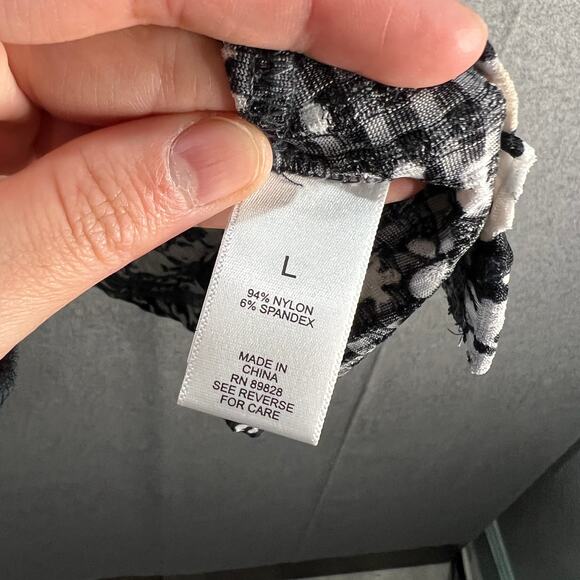 L
94% NYLON
6% SPANDEX
MADE IN
CHINA
RN 89828
SEE REVERSE
FOR CARE